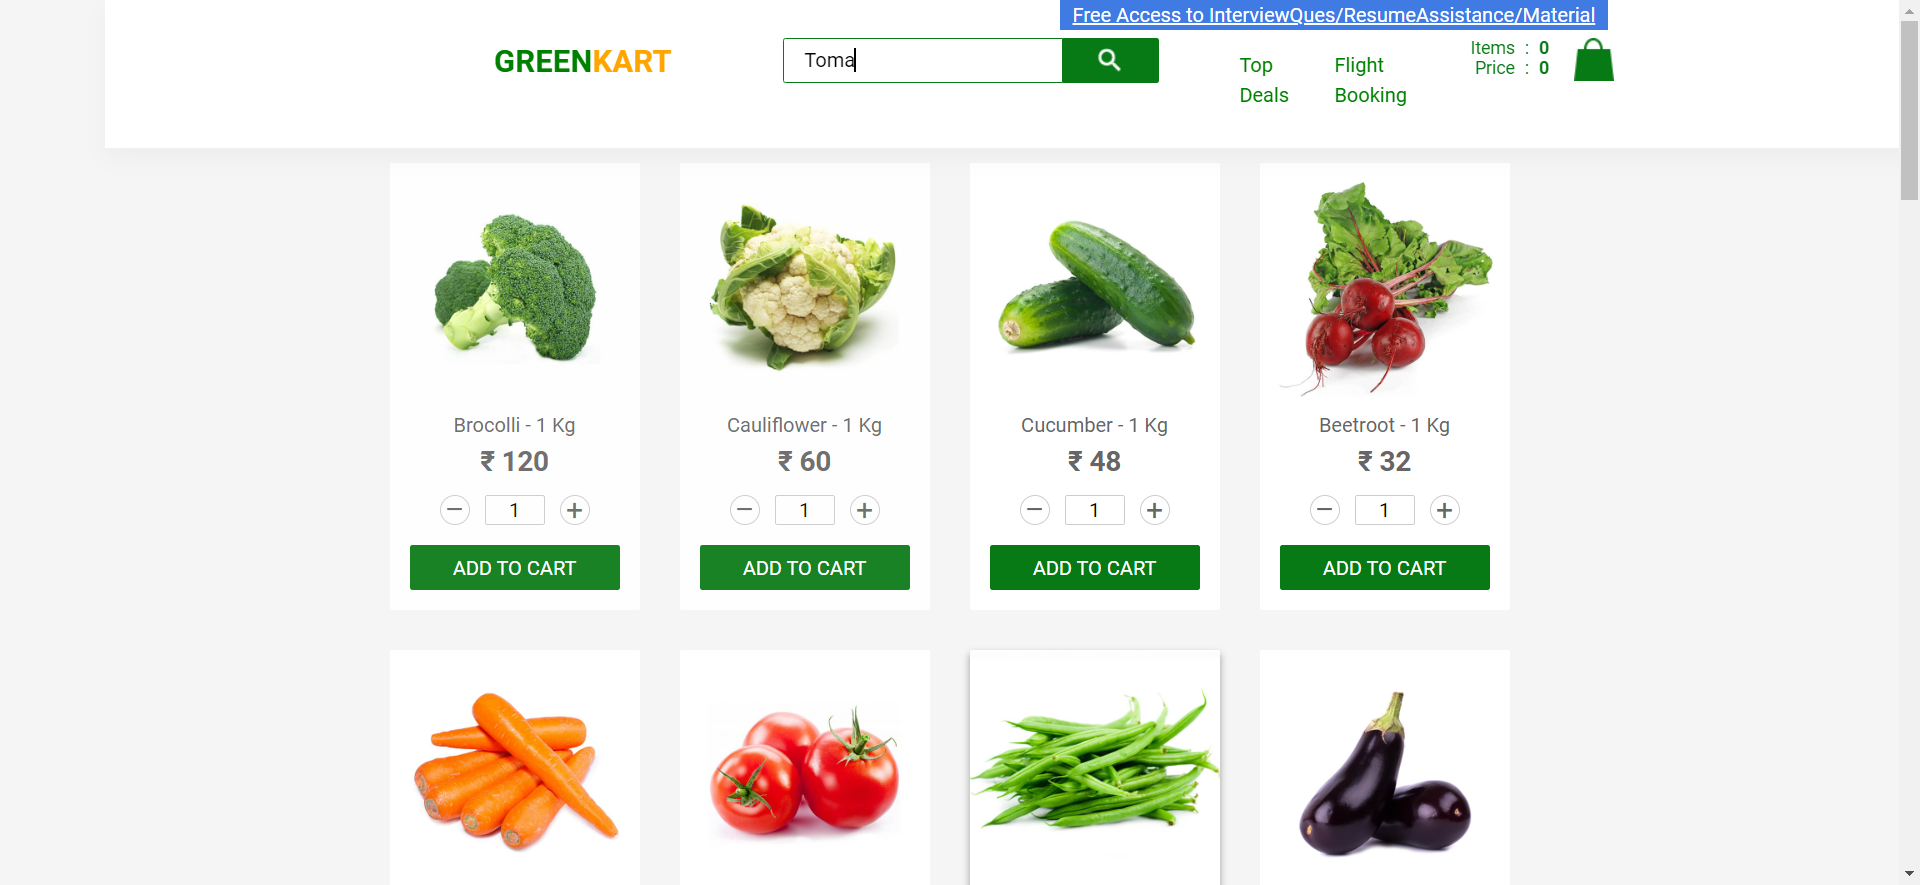 Free Access to InterviewQues/ResumeAssistance/Material
GREENKART
Toma
Top Deals
Flight Booking
Items : 0
Price : 0
Brocolli - 1 Kg
₹ 120
− 1 +
ADD TO CART
Cauliflower - 1 Kg
₹ 60
− 1 +
ADD TO CART
Cucumber - 1 Kg
₹ 48
− 1 +
ADD TO CART
Beetroot - 1 Kg
₹ 32
− 1 +
ADD TO CART